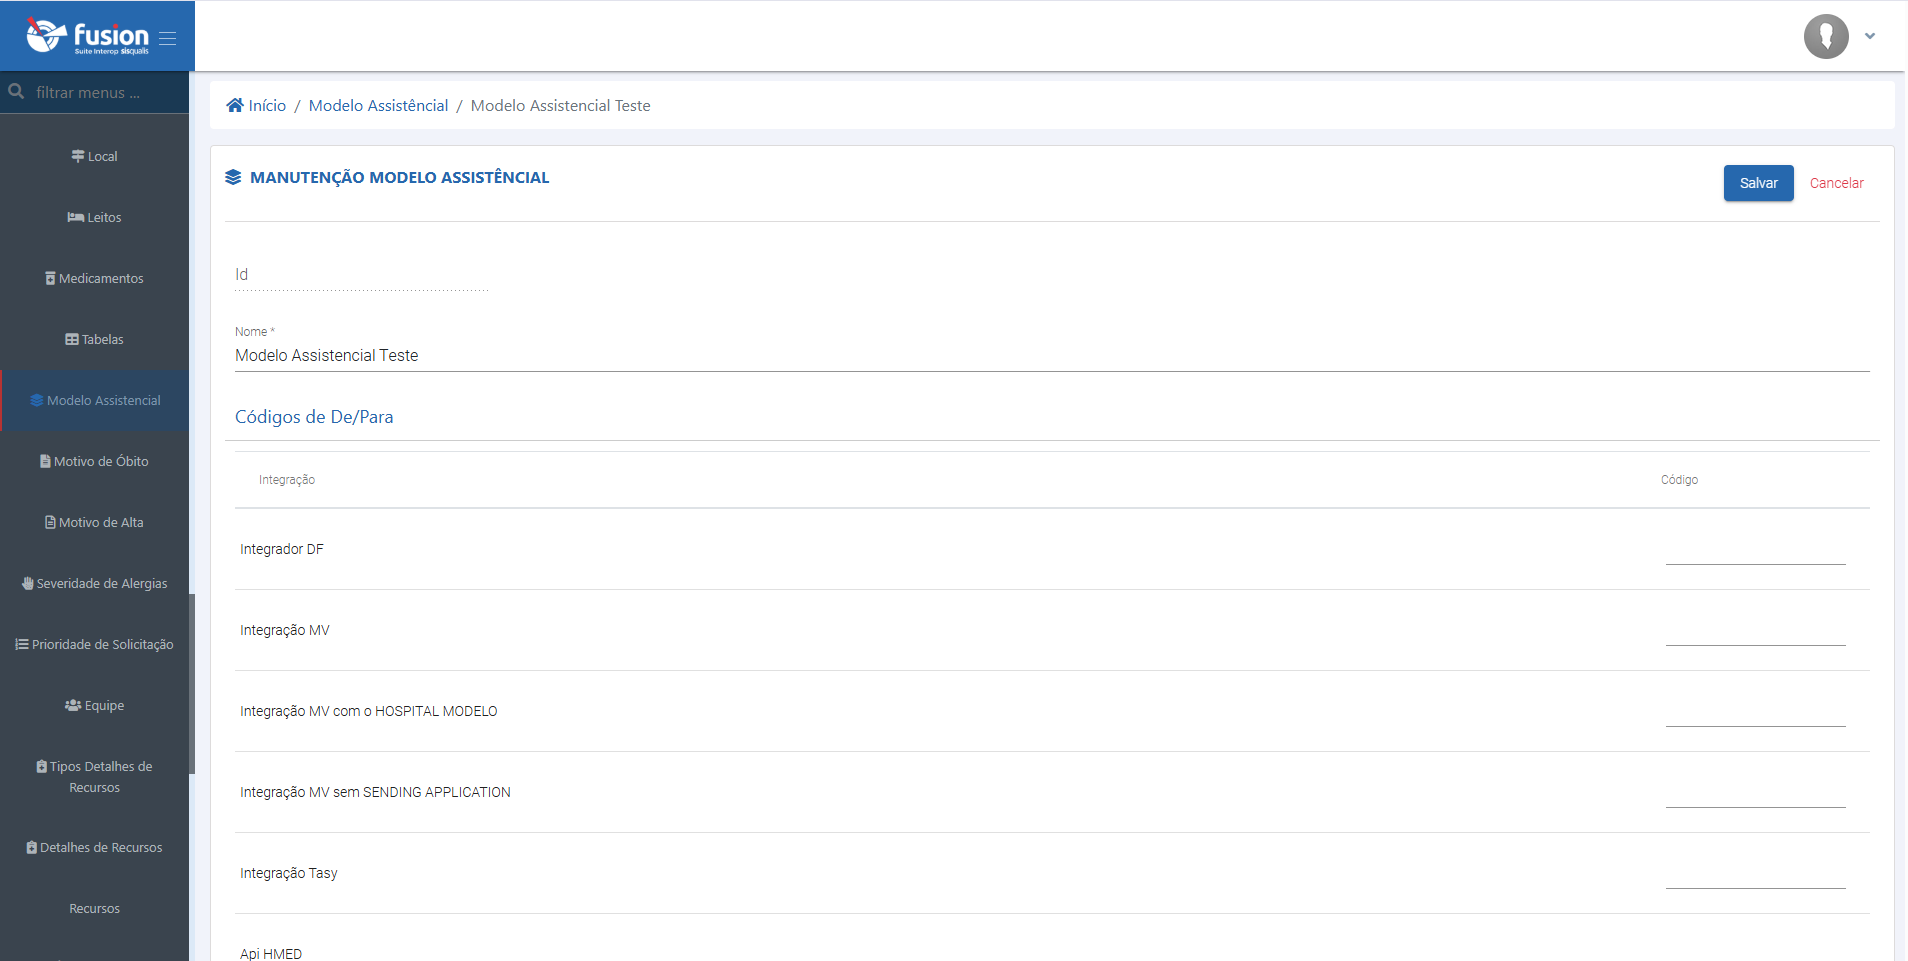 fusion
Suite Interop sisqualis
filtrar menus ...
Local
Leitos
Medicamentos
Tabelas
Modelo Assistencial
Motivo de Óbito
Motivo de Alta
Severidade de Alergias
Prioridade de Solicitação
Equipe
Tipos Detalhes de
Recursos
Detalhes de Recursos
Recursos
Início / Modelo Assistêncial / Modelo Assistencial Teste
MANUTENÇÃO MODELO ASSISTÊNCIAL
Salvar Cancelar
Id
Nome *
Modelo Assistencial Teste
Códigos de De/Para
Integração Código
Integrador DF
Integração MV
Integração MV com o HOSPITAL MODELO
Integração MV sem SENDING APPLICATION
Integração Tasy
Api HMED